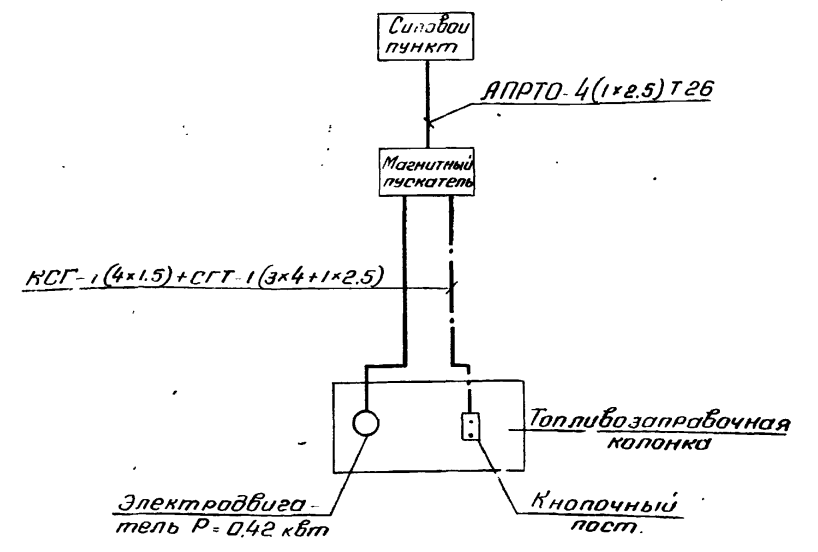 Силовой
пункт
АПРТО-4(1×2.5)Т26
Магнитный
пускатель
КСГ-1(4×1.5)+СГТ-1(3×4+1×2.5)
Топливозаправочная
колонка
Электродвига-
тель Р=0,42 квт
Кнопочный
пост.